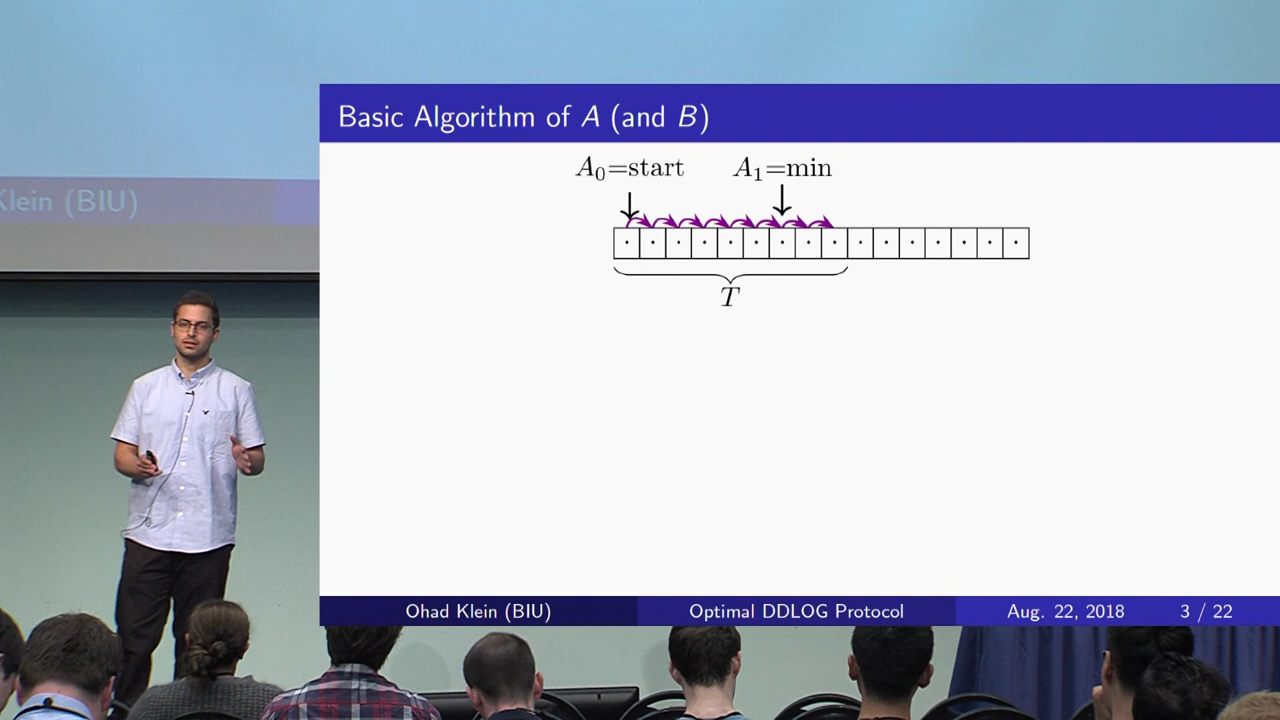 Basic Algorithm of A (and B)
A₀=start
A₁=min
T
Klein (BIU)
Ohad Klein (BIU)
Optimal DDLOG Protocol
Aug. 22, 2018
3 / 22